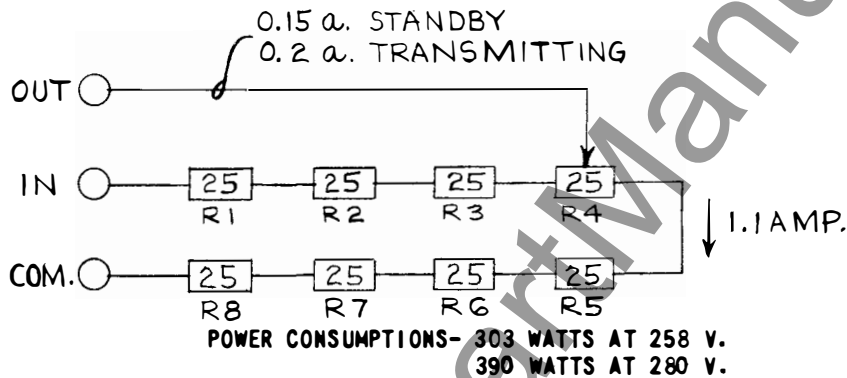 0.15 a. STANDBY
0.2 a. TRANSMITTING
OUT
IN 25 25 25 25
R1 R2 R3 R4
1.1 AMP.
COM. 25 25 25 25
R8 R7 R6 R5
POWER CONSUMPTIONS- 303 WATTS AT 258 V.
390 WATTS AT 280 V.